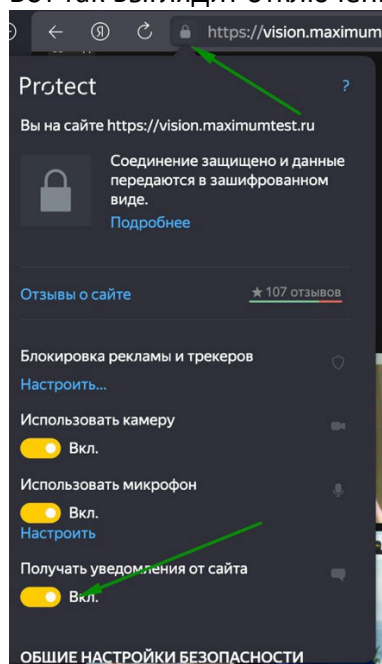 https://vision.maximum
Protect
?
Вы на сайте https://vision.maximumtest.ru
Соединение защищено и данные
передаются в зашифрованном
виде.
Подробнее
Отзывы о сайте
★ 107 отзывов
Блокировка рекламы и трекеров
Настроить...
Использовать камеру
Вкл.
Использовать микрофон
Вкл.
Настроить
Получать уведомления от сайта
Вкл.
ОБЩИЕ НАСТРОЙКИ БЕЗОПАСНОСТИ